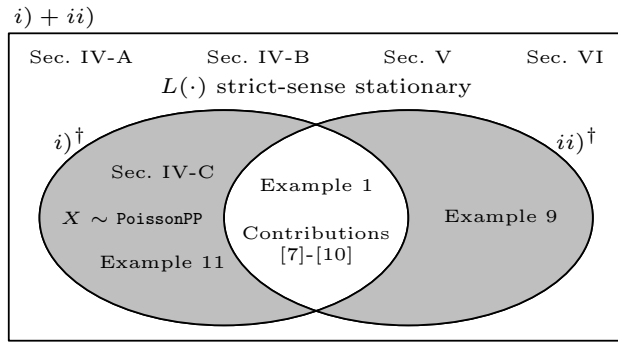 i) + ii)
Sec. IV-A Sec. IV-B Sec. V Sec. VI
L(·) strict-sense stationary
i)† ii)†
Sec. IV-C
Example 1
X ∼ PoissonPP
Example 9
Contributions
[7]-[10]
Example 11